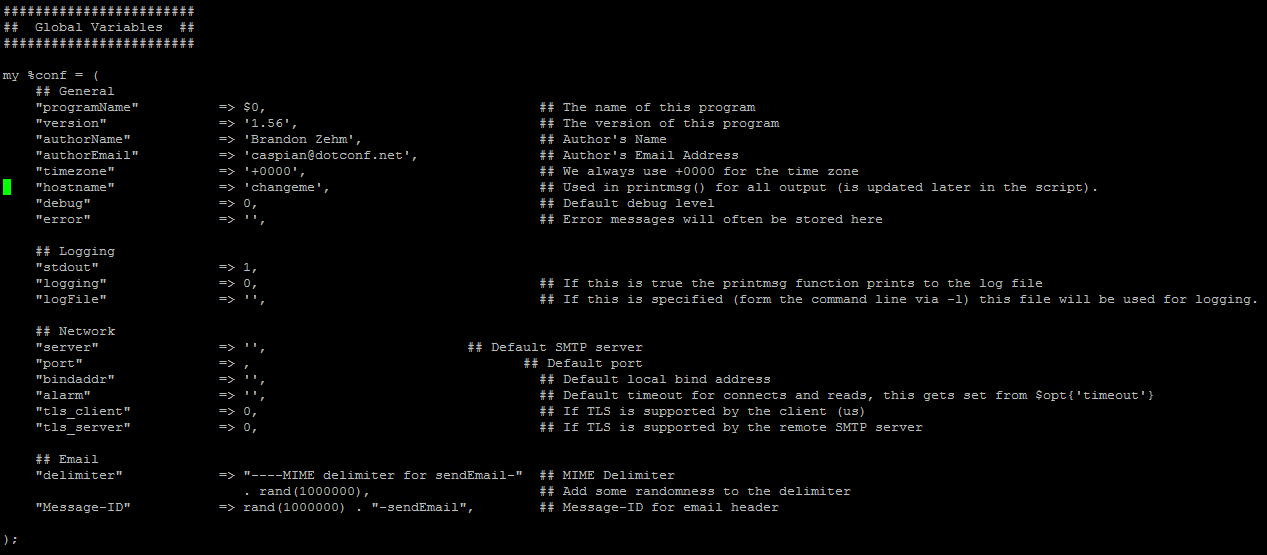 ########################
##  Global Variables  ##
########################
my %conf = (
    ## General
    "programName"          => $0,                                  ## The name of this program
    "version"              => '1.56',                              ## The version of this program
    "authorName"           => 'Brandon Zehm',                      ## Author's Name
    "authorEmail"          => 'caspian@dotconf.net',               ## Author's Email Address
    "timezone"             => '+0000',                             ## We always use +0000 for the time zone
    "hostname"             => 'changeme',                          ## Used in printmsg() for all output (is updated later in the script).
    "debug"                => 0,                                   ## Default debug level
    "error"                => '',                                  ## Error messages will often be stored here
    ## Logging
    "stdout"               => 1,
    "logging"              => 0,                                   ## If this is true the printmsg function prints to the log file
    "logFile"              => '',                                  ## If this is specified (form the command line via -l) this file will be used for logging.
    ## Network
    "server"               => '',                         ## Default SMTP server
    "port"                 => ,                                  ## Default port
    "bindaddr"             => '',                                  ## Default local bind address
    "alarm"                => '',                                  ## Default timeout for connects and reads, this gets set from $opt{'timeout'}
    "tls_client"           => 0,                                   ## If TLS is supported by the client (us)
    "tls_server"           => 0,                                   ## If TLS is supported by the remote SMTP server
    ## Email
    "delimiter"            => "----MIME delimiter for sendEmail-"  ## MIME Delimiter
                              . rand(1000000),                     ## Add some randomness to the delimiter
    "Message-ID"           => rand(1000000) . "-sendEmail",        ## Message-ID for email header
);